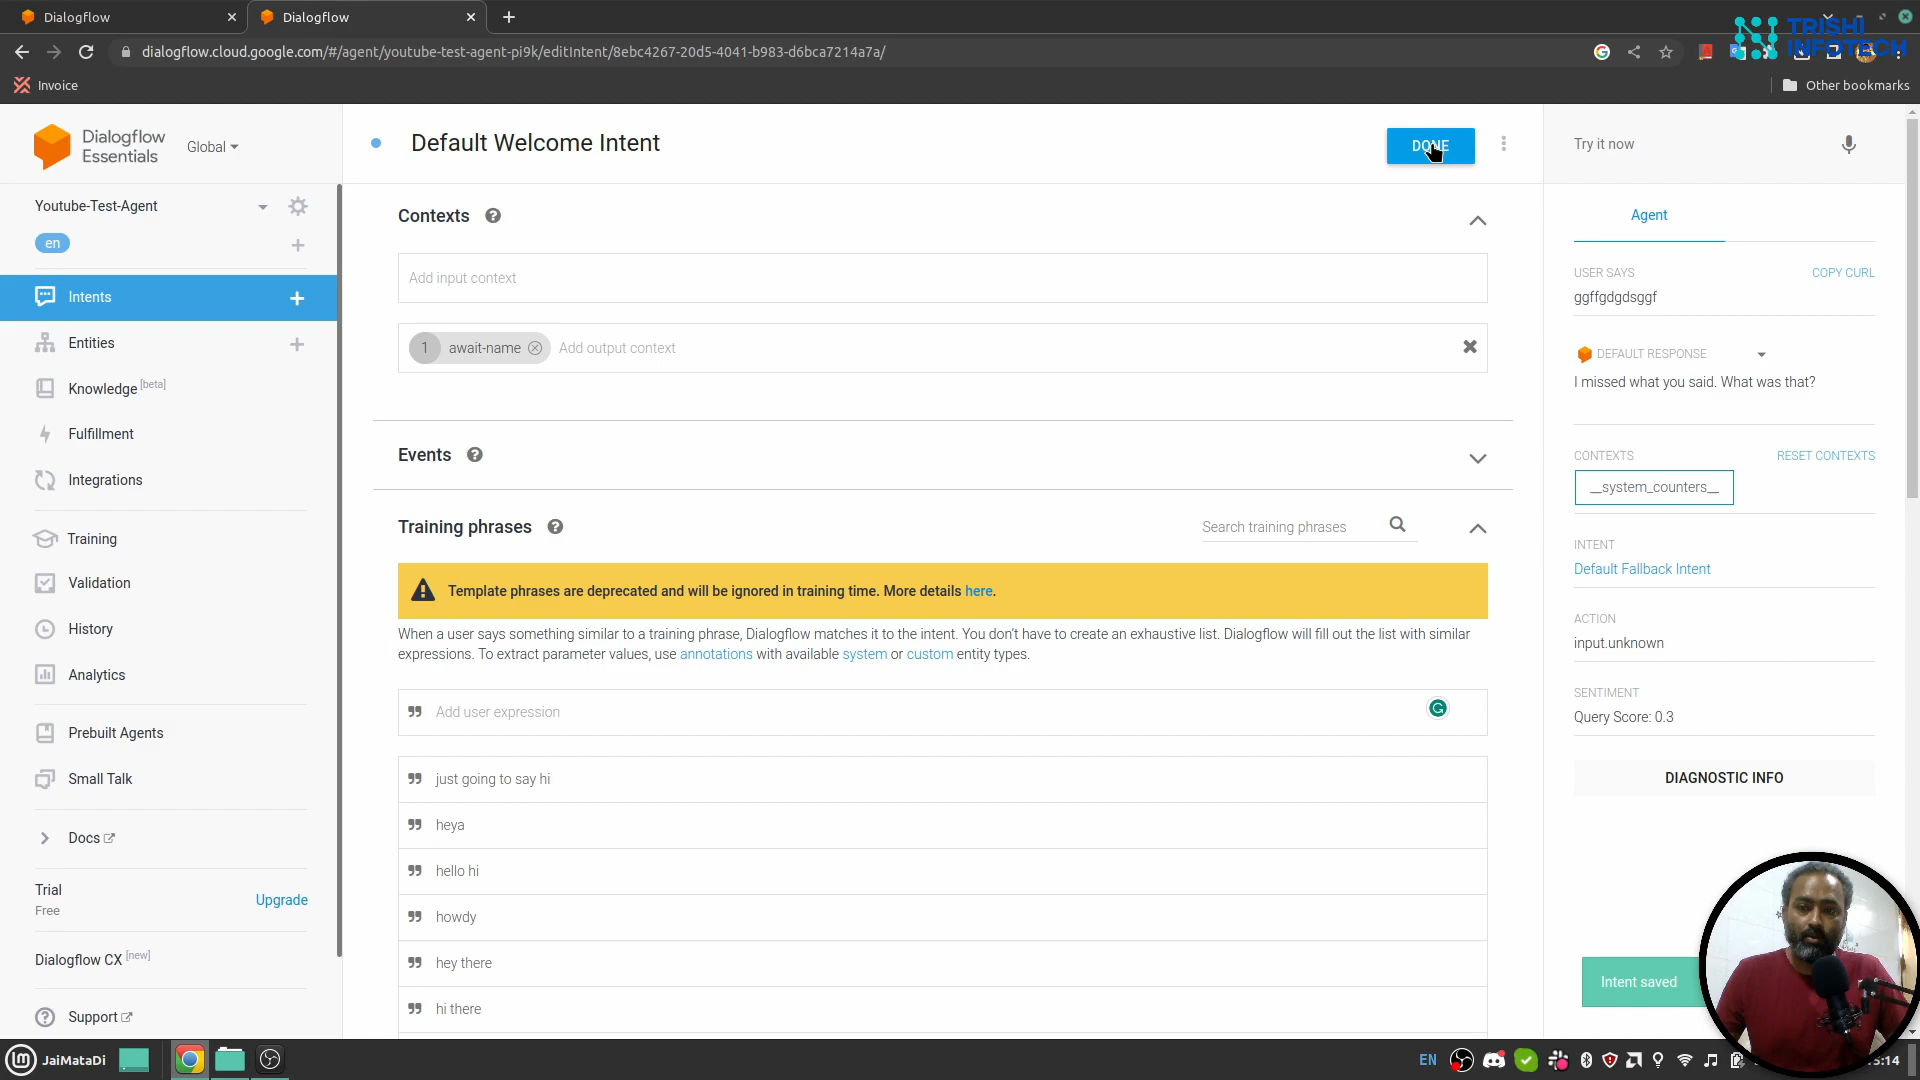 Dialogflow
Dialogflow
TRISHI
INFOTECH
dialogflow.cloud.google.com/#/agent/youtube-test-agent-pi9k/editIntent/8ebc4267-20d5-4041-b983-d6bca7214a7a/
Invoice
Other bookmarks
Dialogflow
Essentials
Global
Default Welcome Intent
DONE
Try it now
Youtube-Test-Agent
en
Intents
Entities
Knowledge [beta]
Fulfillment
Integrations
Training
Validation
History
Analytics
Prebuilt Agents
Small Talk
Docs
Trial
Free
Upgrade
Dialogflow CX [new]
Support
Contexts
Add input context
1 await-name Add output context
Events
Training phrases
Search training phrases
Template phrases are deprecated and will be ignored in training time. More details here.
When a user says something similar to a training phrase, Dialogflow matches it to the intent. You don't have to create an exhaustive list. Dialogflow will fill out the list with similar
expressions. To extract parameter values, use annotations with available system or custom entity types.
Add user expression
just going to say hi
heya
hello hi
howdy
hey there
hi there
Agent
USER SAYS
COPY CURL
ggffgdgdsggf
DEFAULT RESPONSE
I missed what you said. What was that?
CONTEXTS
RESET CONTEXTS
__system_counters__
INTENT
Default Fallback Intent
ACTION
input.unknown
SENTIMENT
Query Score: 0.3
DIAGNOSTIC INFO
Intent saved
JaiMataDi
EN